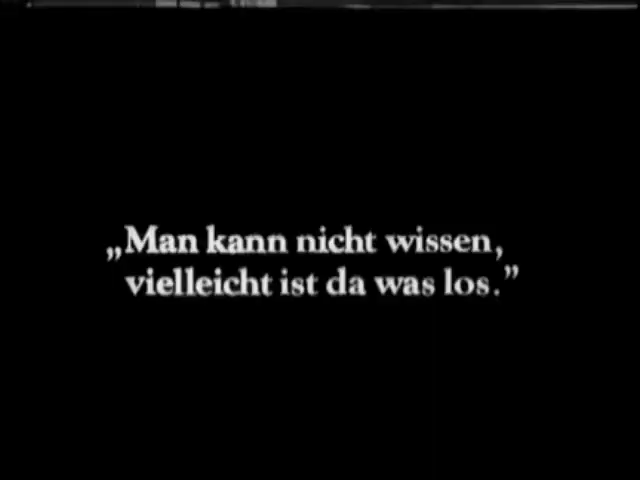 „Man kann nicht wissen,
vielleicht ist da was los.”